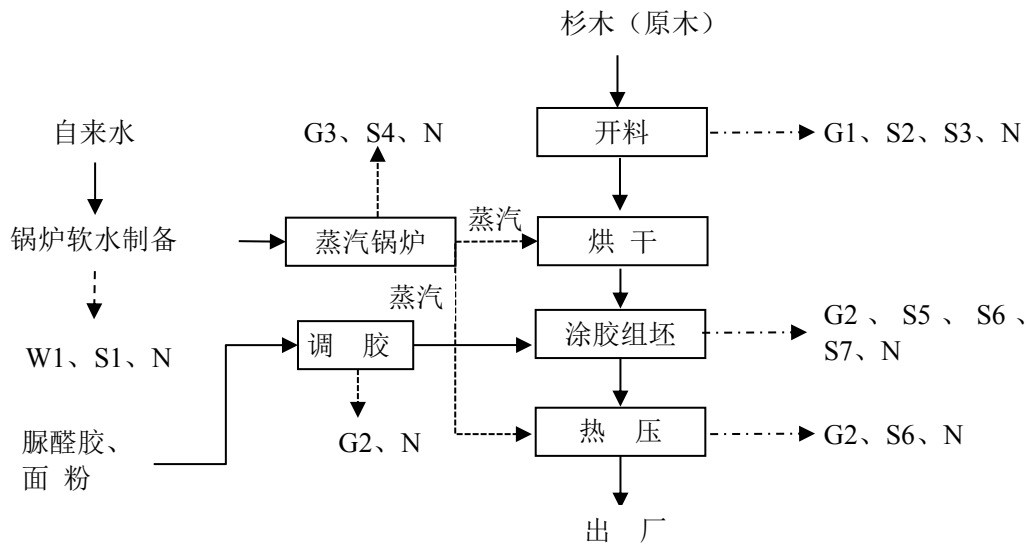 杉木（原木）
自来水
G3、S4、N
开料
G1、S2、S3、N
蒸汽
锅炉软水制备
蒸汽锅炉
烘 干
蒸汽
G2 、 S5 、 S6 、
S7、N
调 胶
涂胶组坯
W1、S1、N
脲醛胶、
面 粉
G2、N
热 压
G2、S6、N
出 厂